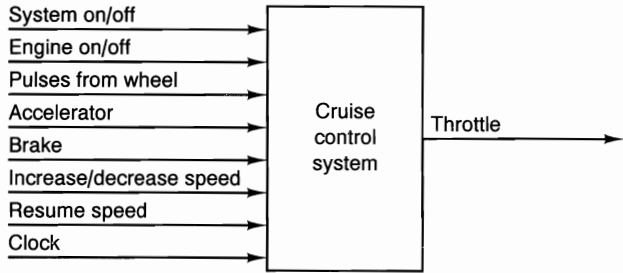 System on/off
Engine on/off
Pulses from wheel
Accelerator
Brake
Increase/decrease speed
Resume speed
Clock
Cruise
control
system
Throttle